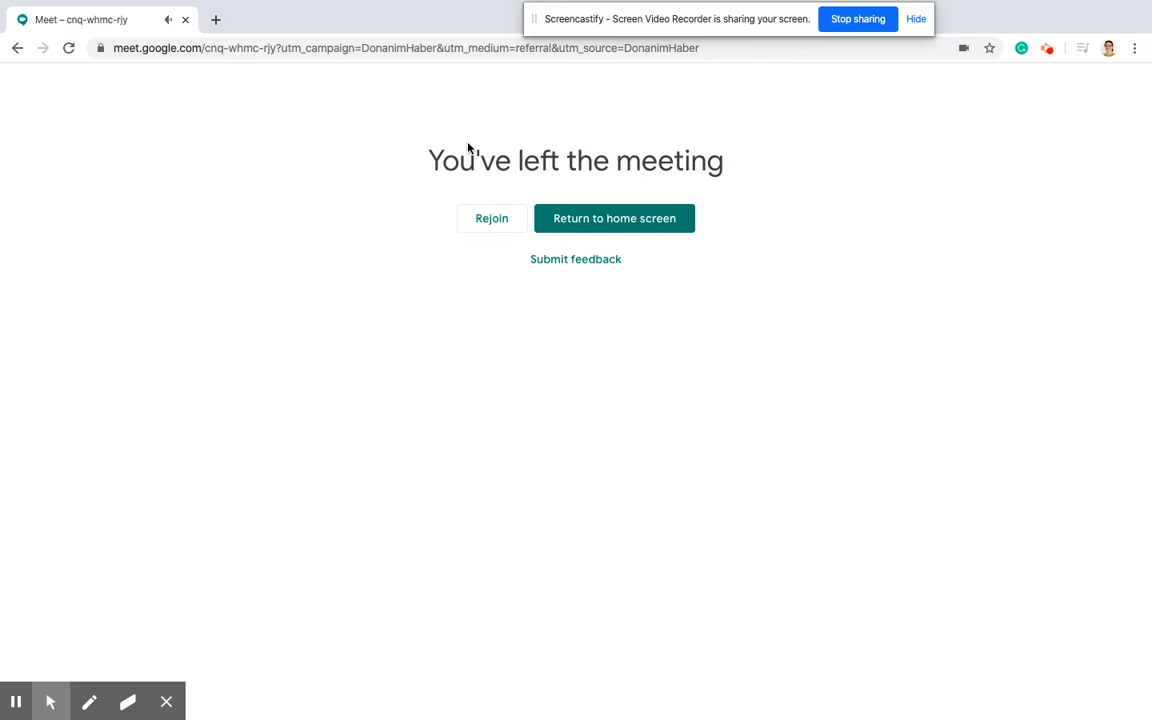 Meet – cnq-whmc-rjy
Screencastify - Screen Video Recorder is sharing your screen.
Stop sharing
Hide
meet.google.com/cnq-whmc-rjy?utm_campaign=DonanimHaber&utm_medium=referral&utm_source=DonanimHaber
You've left the meeting
Rejoin
Return to home screen
Submit feedback